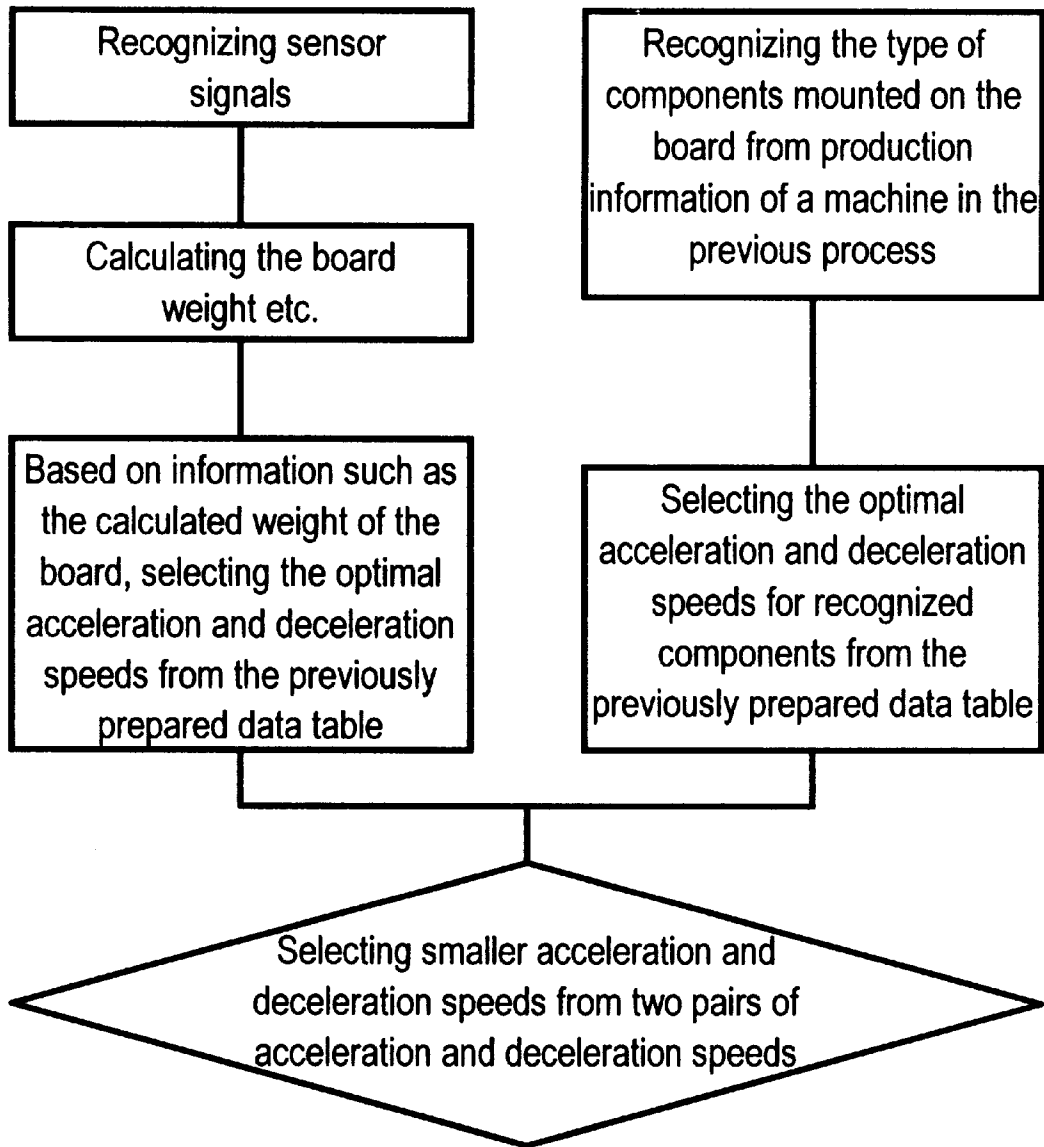 Recognizing sensor
signals
Calculating the board
weight etc.
Based on information such as
the calculated weight of the
board, selecting the optimal
acceleration and deceleration
speeds from the previously
prepared data table
Recognizing the type of
components mounted on the
board from production
information of a machine in the
previous process
Selecting the optimal
acceleration and deceleration
speeds for recognized
components from the
previously prepared data table
Selecting smaller acceleration and
deceleration speeds from two pairs of
acceleration and deceleration speeds